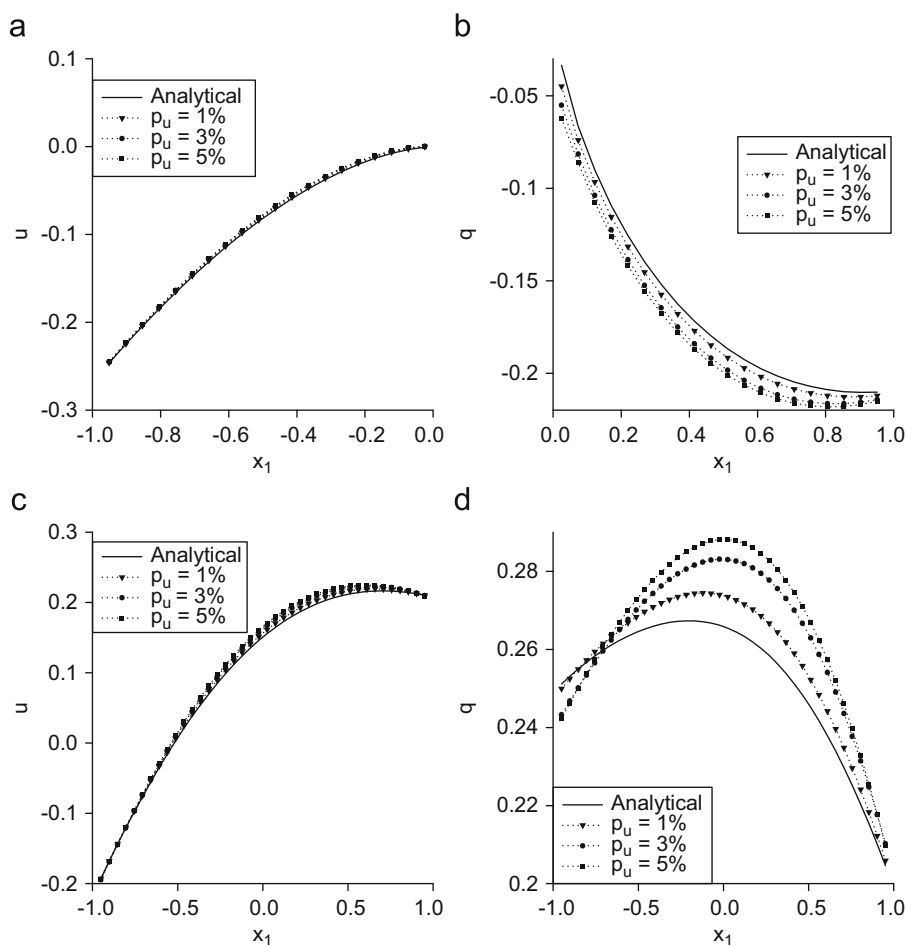 a
0.1
0.0
-0.1
-0.2
-0.3
u
Analytical
pu = 1%
pu = 3%
pu = 5%
-1.0 -0.8 -0.6 -0.4 -0.2 0.0
x1
b
-0.05
-0.1
-0.15
-0.2
q
Analytical
pu = 1%
pu = 3%
pu = 5%
0.0 0.2 0.4 0.6 0.8 1.0
x1
c
0.3
0.2
0.1
0.0
-0.1
-0.2
u
Analytical
pu = 1%
pu = 3%
pu = 5%
-1.0 -0.5 0.0 0.5 1.0
x1
d
0.28
0.26
0.24
0.22
0.2
q
Analytical
pu = 1%
pu = 3%
pu = 5%
-1.0 -0.5 0.0 0.5 1.0
x1